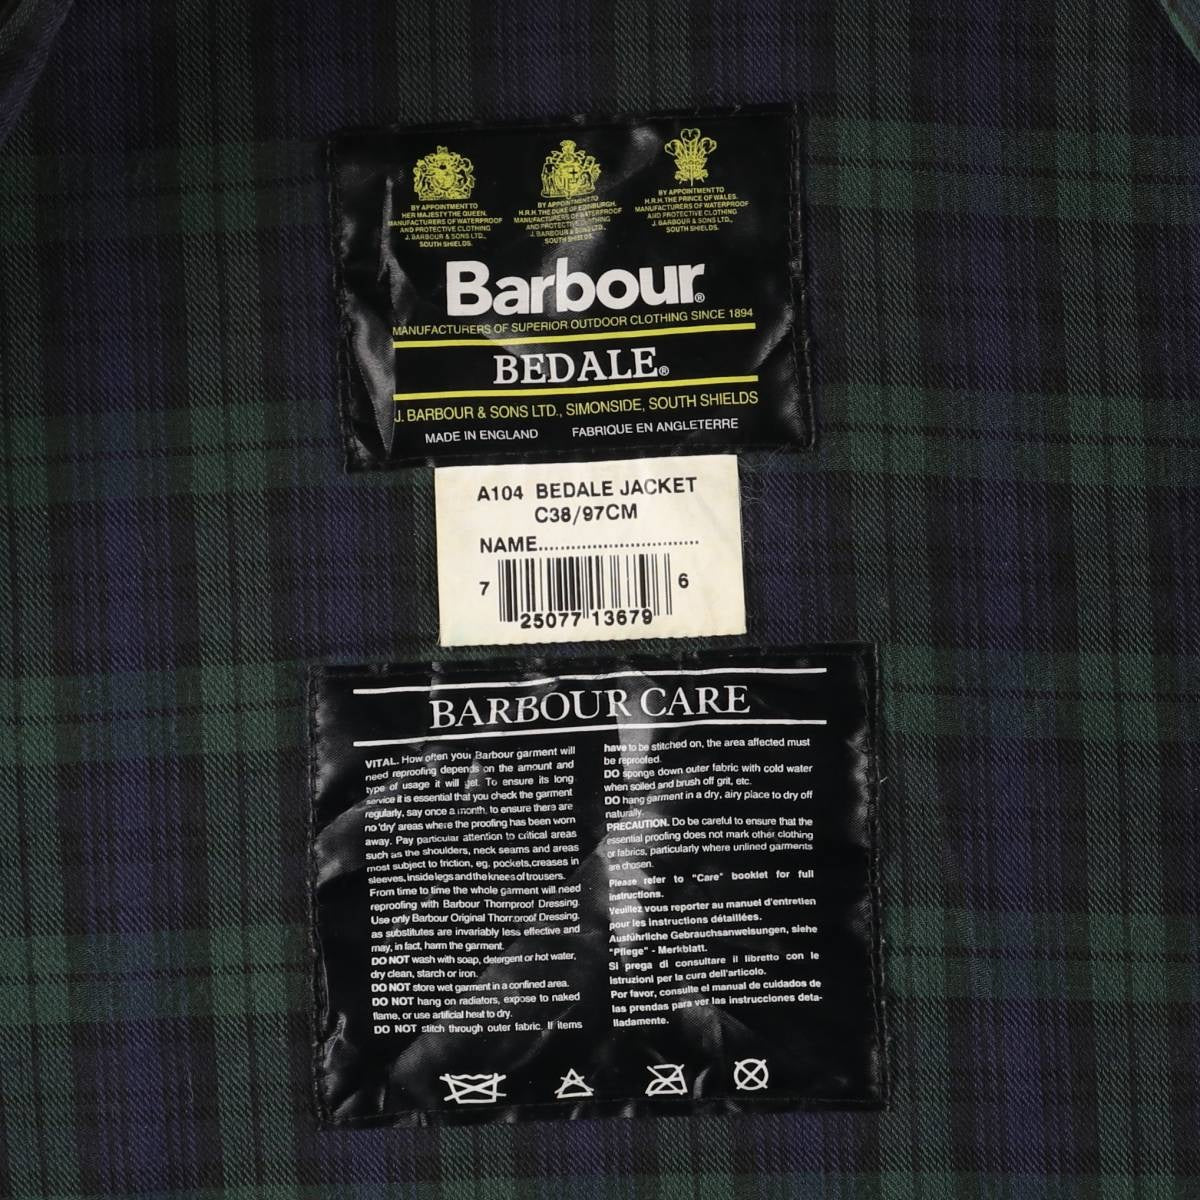 BY APPOINTMENT TO
HER MAJESTY THE QUEEN.
MANUFACTURERS OF WATERPROOF
AND PROTECTIVE CLOTHING
J. BARBOUR & SONS LTD.,
SOUTH SHIELDS.
BY APPOINTMENT TO
H.R.H. THE DUKE OF EDINBURGH.
MANUFACTURERS OF WATERPROOF
AND PROTECTIVE CLOTHING
J. BARBOUR & SONS LTD.,
SOUTH SHIELDS.
BY APPOINTMENT TO
H.R.H. THE PRINCE OF WALES.
MANUFACTURERS OF WATERPROOF
AND PROTECTIVE CLOTHING
J. BARBOUR & SONS LTD.,
SOUTH SHIELDS.
Barbour®
MANUFACTURERS OF SUPERIOR OUTDOOR CLOTHING SINCE 1894
BEDALE®
J. BARBOUR & SONS LTD., SIMONSIDE, SOUTH SHIELDS
MADE IN ENGLAND FABRIQUE EN ANGLETERRE
A104 BEDALE JACKET
C38/97CM
NAME..............................
7 25077 13679 6
BARBOUR CARE
VITAL. How often your Barbour garment will
need reproofing depends on the amount and
type of usage it will get. To ensure its long
service it is essential that you check the garment
regularly, say once a month, to ensure there are
no 'dry' areas where the proofing has been worn
away. Pay particular attention to critical areas
such as the shoulders, neck seams and areas
most subject to friction, eg. pockets,creases in
sleeves, inside legs and the knees of trousers.
From time to time the whole garment will need
reproofing with Barbour Thornproof Dressing.
Use only Barbour Original Thornproof Dressing,
as substitutes are invariably less effective and
may, in fact, harm the garment.
DO NOT wash with soap, detergent or hot water,
dry clean, starch or iron.
DO NOT store wet garment in a confined area.
DO NOT hang on radiators, expose to naked
flame, or use artificial heat to dry.
DO NOT stitch through outer fabric. If items
have to be stitched on, the area affected must
be reproofed.
DO sponge down outer fabric with cold water
when soiled and brush off grit, etc.
DO hang garment in a dry, airy place to dry off
naturally.
PRECAUTION. Do be careful to ensure that the
essential proofing does not mark other clothing
or fabrics, particularly where unlined garments
are chosen.
Please refer to "Care" booklet for full
instructions.
Veuillez vous reporter au manuel d'entretien
pour les instructions détaillées.
Ausführliche Gebrauchsanweisungen, siehe
"Pflege" - Merkblatt.
Si prega di consultare il libretto con le
istruzioni per la cura dell'articolo.
Por favor, consulte el manual de cuidados de
las prendas para ver las instrucciones deta-
lladamente.